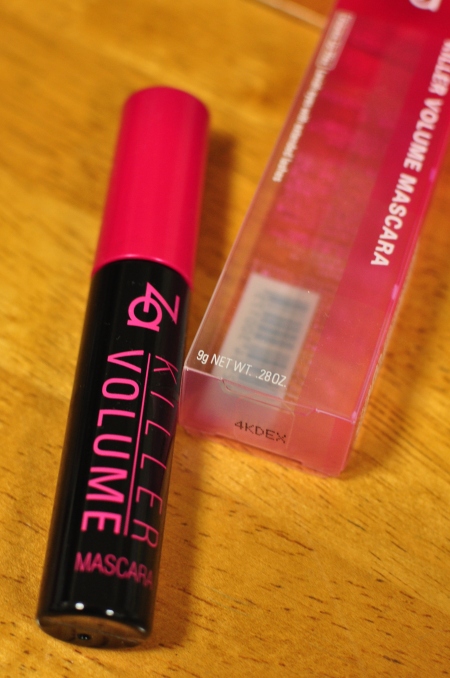 Za
KILLER
VOLUME
MASCARA
KILLER VOLUME MASCARA
9g NET WT. .28 OZ
4KDEX